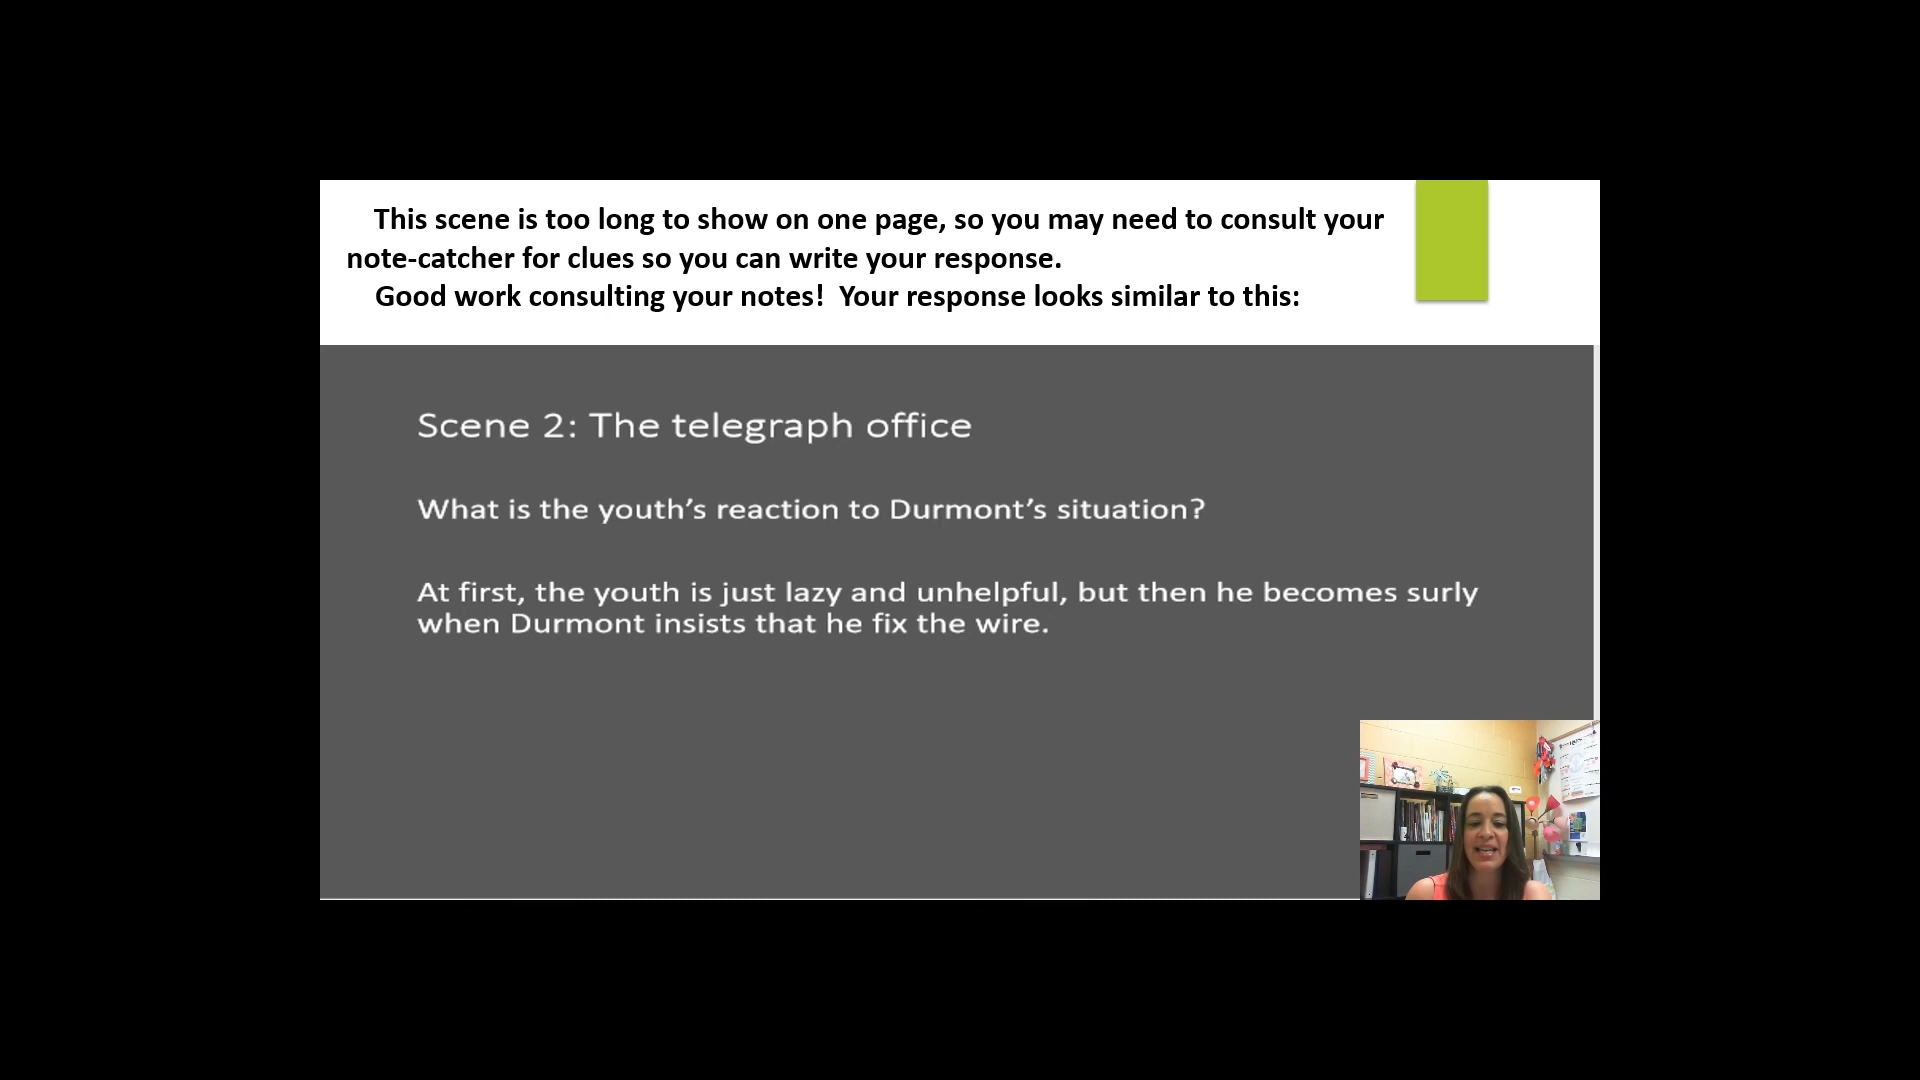 This scene is too long to show on one page, so you may need to consult your
note-catcher for clues so you can write your response.
Good work consulting your notes!  Your response looks similar to this:
Scene 2: The telegraph office
What is the youth’s reaction to Durmont’s situation?
At first, the youth is just lazy and unhelpful, but then he becomes surly
when Durmont insists that he fix the wire.